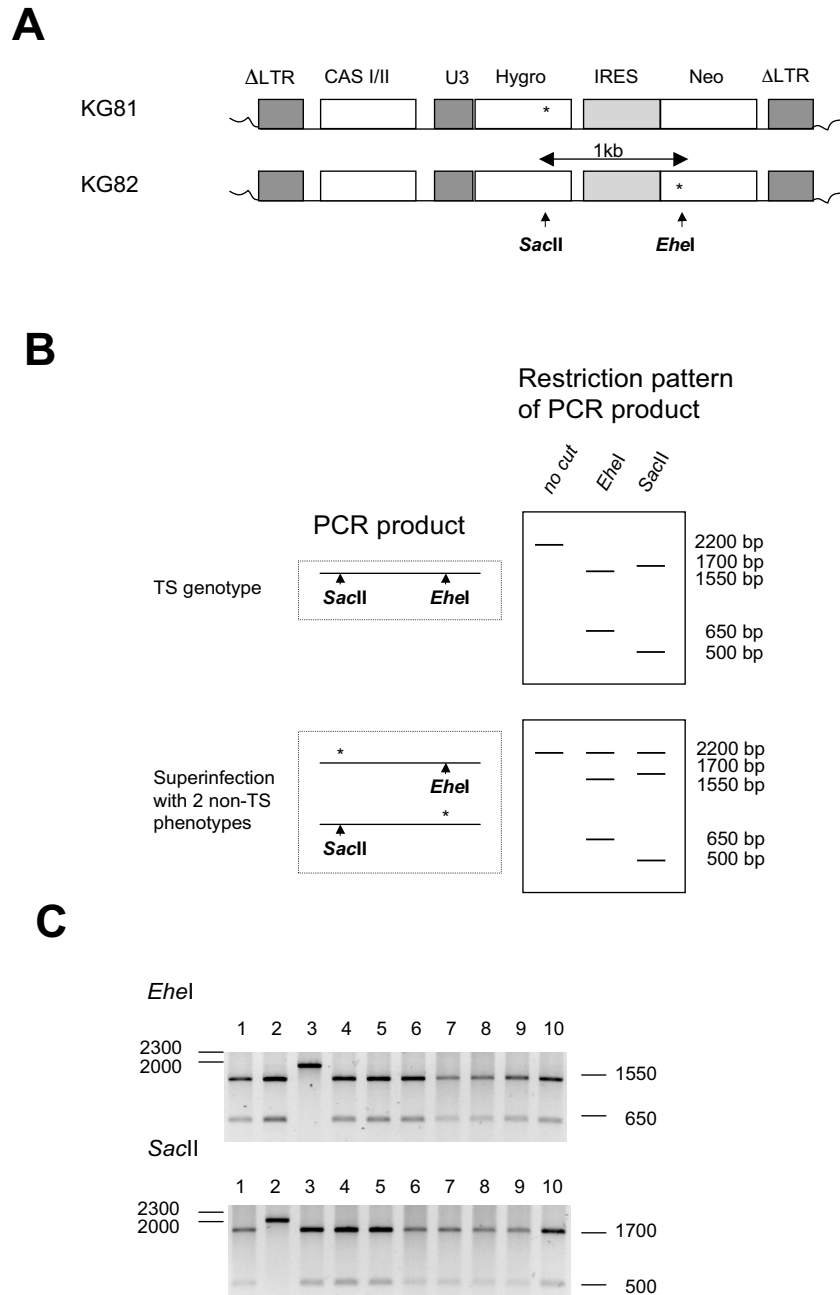 A
ΔLTR CAS I/II U3 Hygro IRES Neo ΔLTR
KG81
*
1kb
KG82
*
SacII EheI
B
Restriction pattern
of PCR product
no cut EheI SacII
PCR product
TS genotype
SacII EheI
2200 bp
1700 bp
1550 bp
650 bp
500 bp
Superinfection
with 2 non-TS
phenotypes
*
EheI
*
SacII
2200 bp
1700 bp
1550 bp
650 bp
500 bp
C
EheI
1 2 3 4 5 6 7 8 9 10
2300
2000
1550
650
SacII
1 2 3 4 5 6 7 8 9 10
2300
2000
1700
500